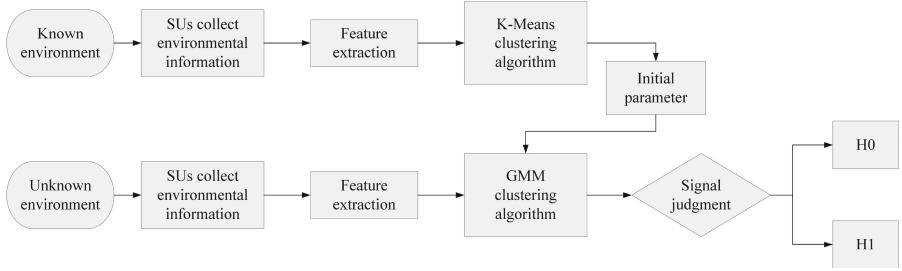 Known
environment
SUs collect
environmental
information
Feature
extraction
K-Means
clustering
algorithm
Initial
parameter
Unknown
environment
SUs collect
environmental
information
Feature
extraction
GMM
clustering
algorithm
Signal
judgment
H0
H1